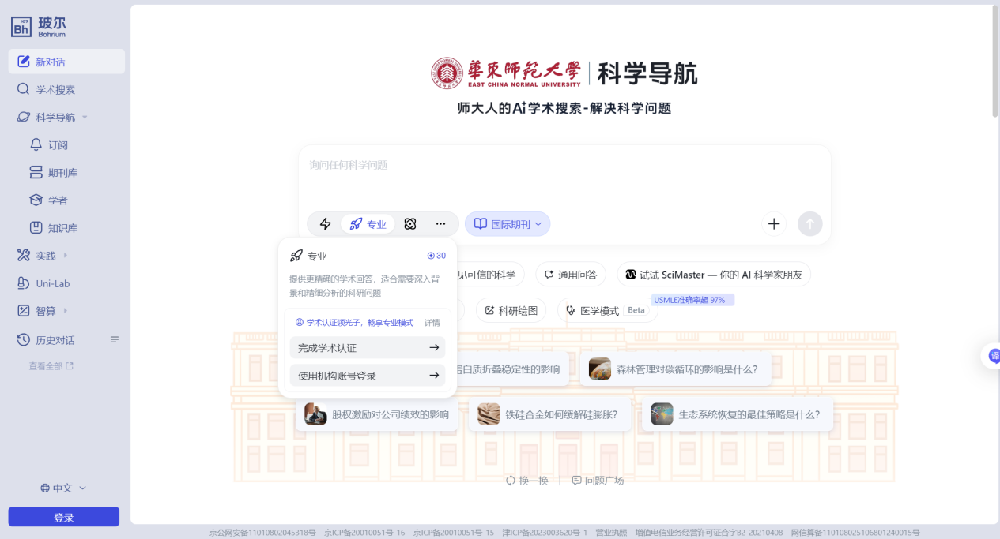 107
Bh
玻尔
Bohrium
新对话
学术搜索
科学导航
订阅
期刊库
学者
知识库
实践
Uni-Lab
智算
历史对话
查看全部
中文
登录
華東師範大學
EAST CHINA NORMAL UNIVERSITY
科学导航
师大人的Ai学术搜索-解决科学问题
询问任何科学问题
专业
国际期刊
专业
30
提供更精确的学术回答，适合需要深入背
景和精细分析的科研问题
学术认证领光子，畅享专业模式 详情
完成学术认证
使用机构账号登录
见可信的科学
通用问答
试试 SciMaster — 你的 AI 科学家朋友
科研绘图
医学模式 Beta
USMLE准确率超 97%
蛋白质折叠稳定性的影响
森林管理对碳循环的影响是什么？
股权激励对公司绩效的影响
铁硅合金如何缓解硅膨胀？
生态系统恢复的最佳策略是什么？
换一换
问题广场
译
京公网安备11010802045318号 京ICP备20010051号-16 京ICP备20010051号-15 津ICP备2023003620号-1 营业执照 增值电信业务经营许可证合字B2-20210408 网信算备110108025106801240015号